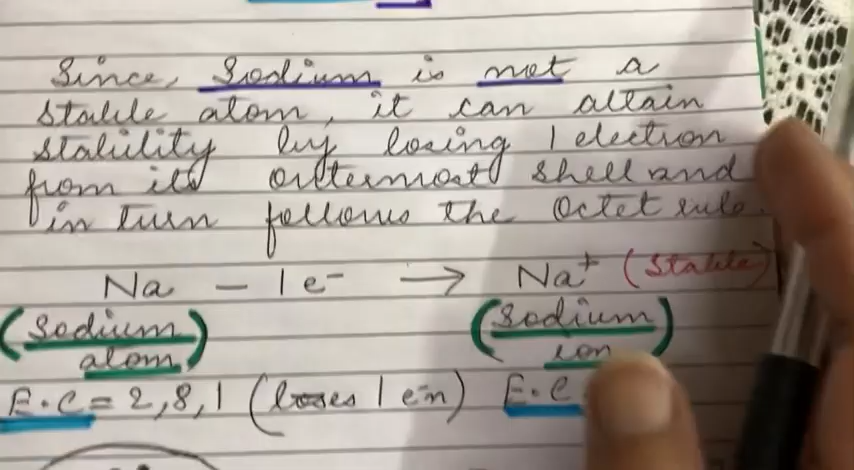 Since, Sodium is not a
stable atom, it can attain
stability by losing 1 electron
from its outermost shell and
in turn follows the Octet rule.
Na − 1 e⁻ → Na⁺ (Stable)
(Sodium atom) (Sodium ion)
E.C = 2,8,1 (loses 1 e⁻n) E.C